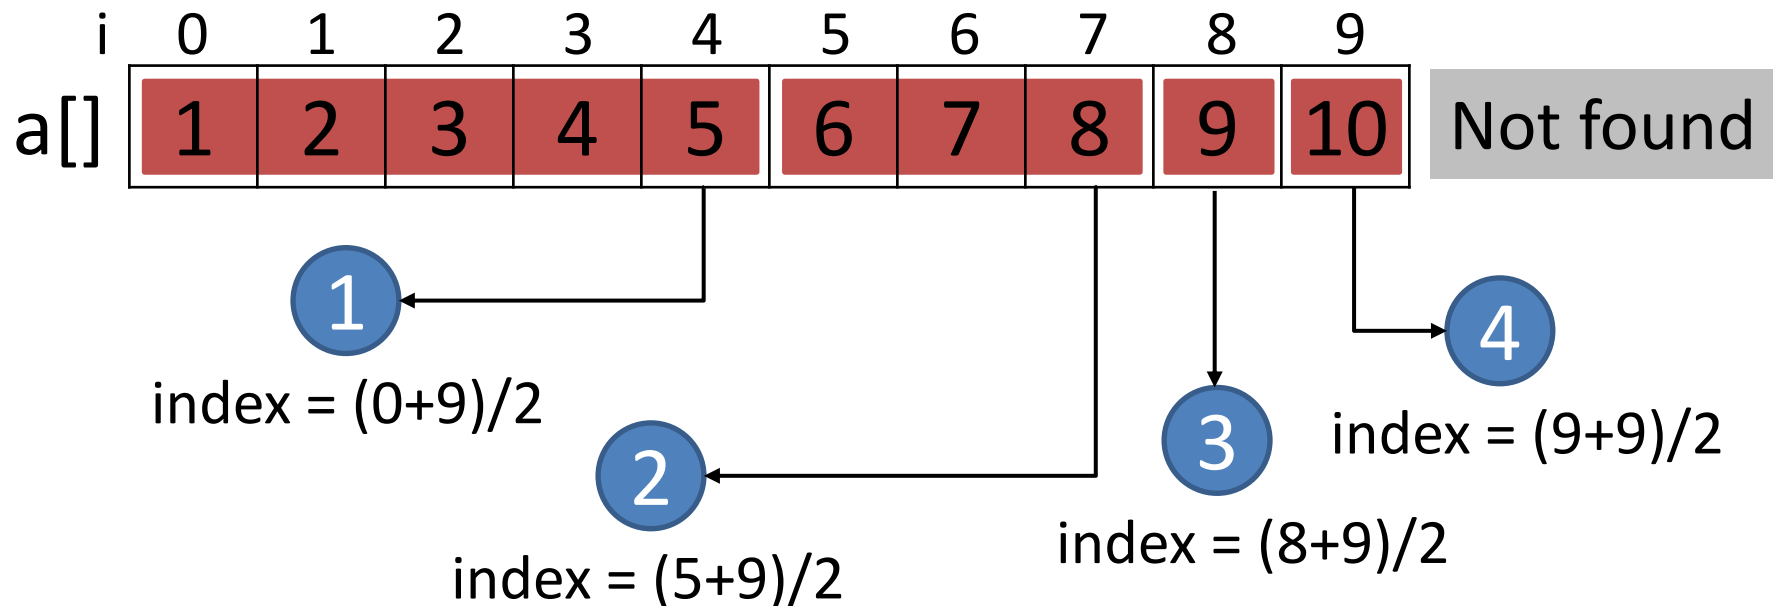 i 0 1 2 3 4 5 6 7 8 9
a[] 1 2 3 4 5 6 7 8 9 10 Not found
1
index = (0+9)/2
2
index = (5+9)/2
3
index = (8+9)/2
4
index = (9+9)/2